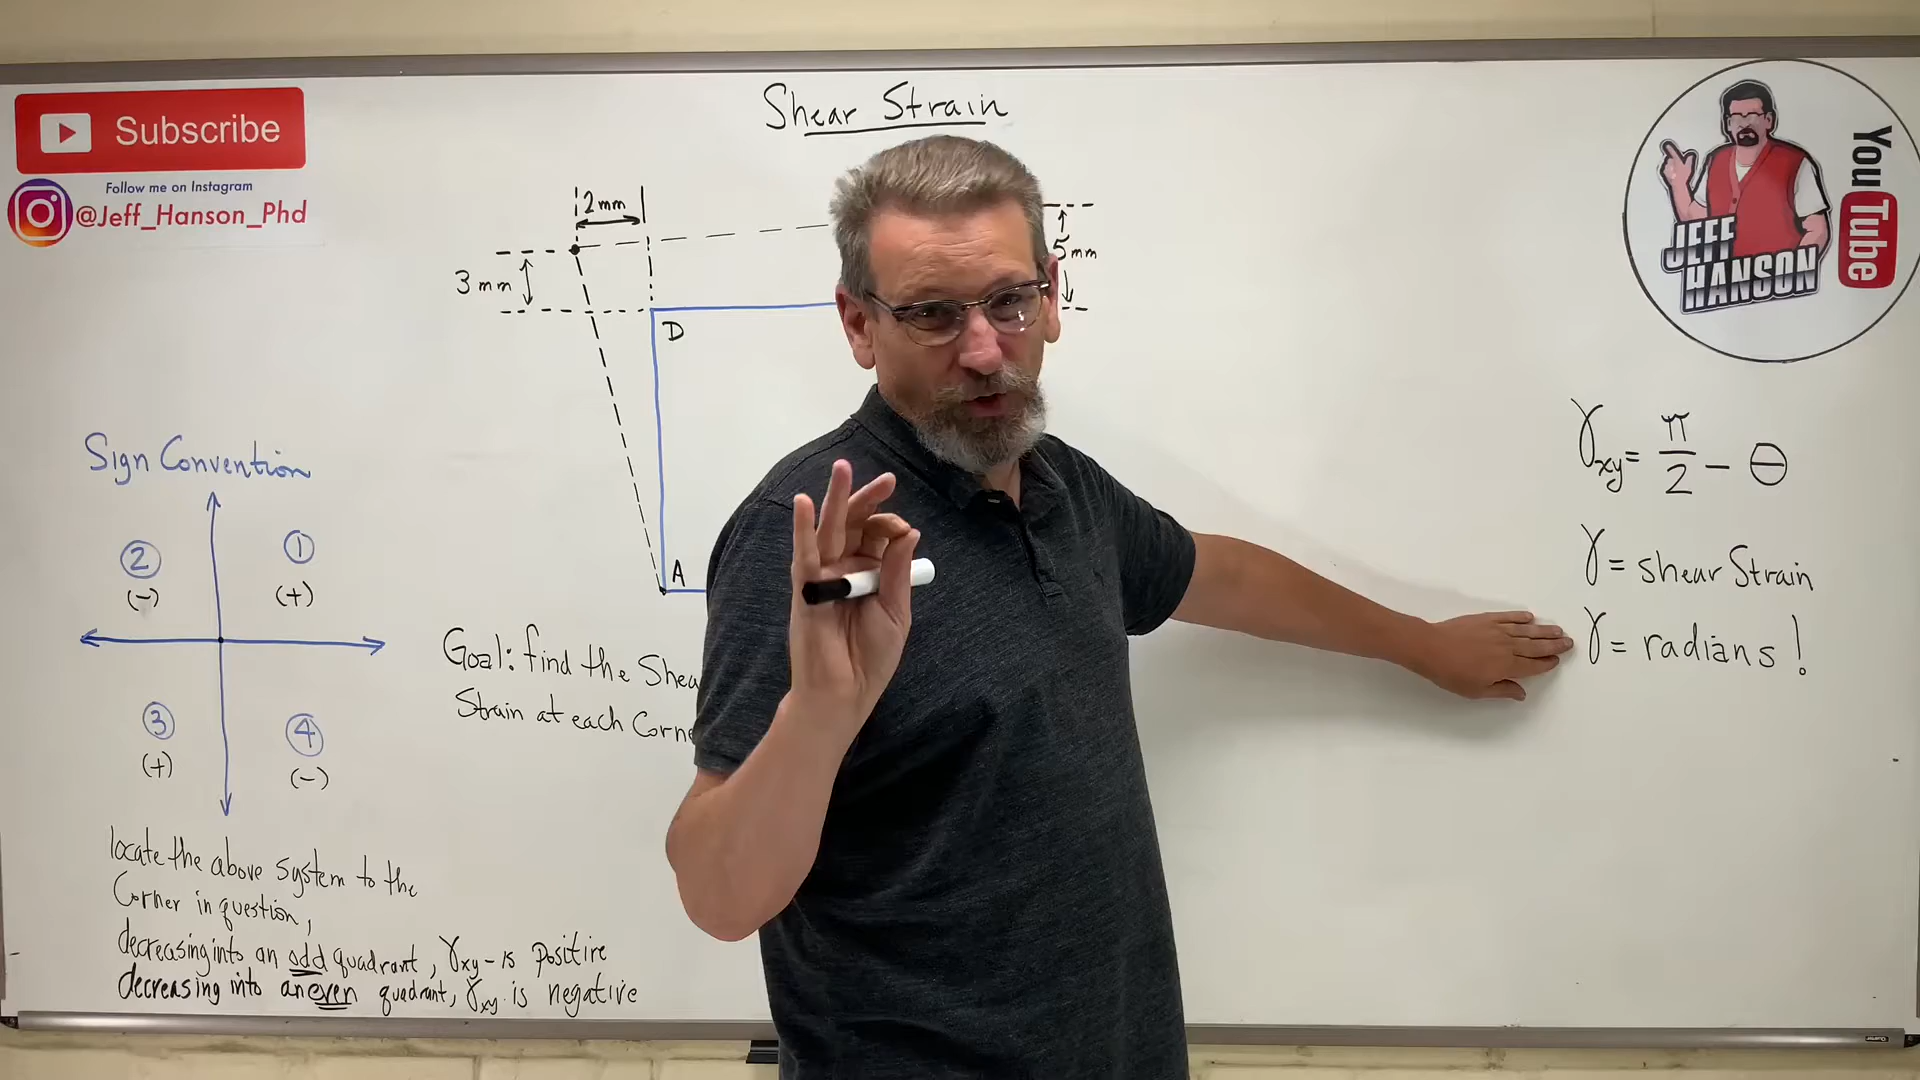 Subscribe
Follow me on Instagram
@Jeff_Hanson_Phd
Shear Strain
JEFF
HANSON
YouTube
2mm
3 mm
5mm
D
A
Sign Convention
2
(-)
1
(+)
3
(+)
4
(-)
locate the above system to the
Corner in question,
decreasing into an odd quadrant, γxy - is positive
decreasing into an even quadrant, γxy is negative
Goal: find the Shea
Strain at each Corne
γxy = π/2 - θ
γ = shear Strain
γ = radians!